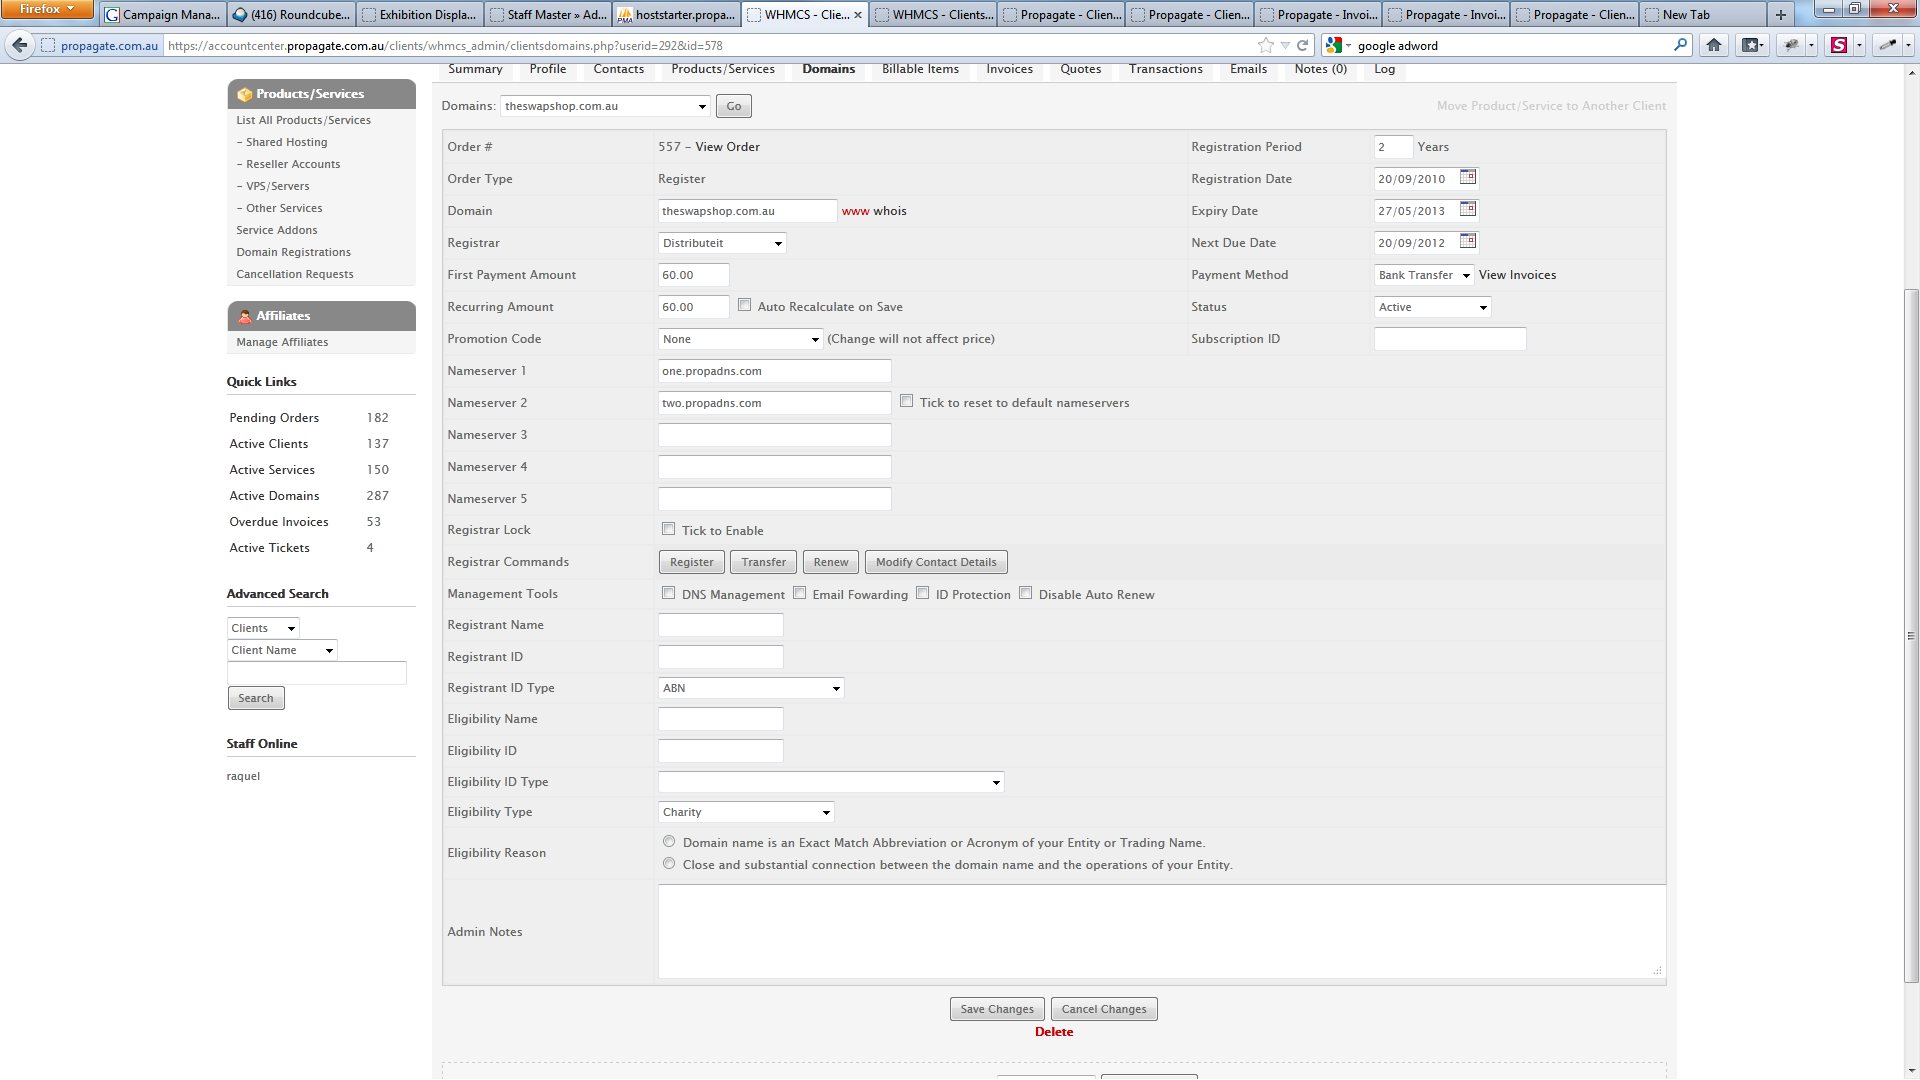 Firefox
Campaign Mana...
(416) Roundcube...
Exhibition Displa...
Staff Master » Ad...
hoststarter.propa...
WHMCS - Clie...
WHMCS - Clients...
Propagate - Clien...
Propagate - Clien...
Propagate - Invoi...
Propagate - Invoi...
Propagate - Clien...
New Tab
propagate.com.au
https://accountcenter.propagate.com.au/clients/whmcs_admin/clientsdomains.php?userid=292&id=578
google adword
Summary
Profile
Contacts
Products/Services
Domains
Billable Items
Invoices
Quotes
Transactions
Emails
Notes (0)
Log
Products/Services
List All Products/Services
- Shared Hosting
- Reseller Accounts
- VPS/Servers
- Other Services
Service Addons
Domain Registrations
Cancellation Requests
Affiliates
Manage Affiliates
Quick Links
Pending Orders 182
Active Clients 137
Active Services 150
Active Domains 287
Overdue Invoices 53
Active Tickets 4
Advanced Search
Clients
Client Name
Search
Staff Online
raquel
Domains: theswapshop.com.au Go
Move Product/Service to Another Client
Order # 557 - View Order
Registration Period 2 Years
Order Type Register
Registration Date 20/09/2010
Domain theswapshop.com.au www whois
Expiry Date 27/05/2013
Registrar Distributeit
Next Due Date 20/09/2012
First Payment Amount 60.00
Payment Method Bank Transfer View Invoices
Recurring Amount 60.00 Auto Recalculate on Save
Status Active
Promotion Code None (Change will not affect price)
Subscription ID
Nameserver 1 one.propadns.com
Nameserver 2 two.propadns.com Tick to reset to default nameservers
Nameserver 3
Nameserver 4
Nameserver 5
Registrar Lock Tick to Enable
Registrar Commands Register Transfer Renew Modify Contact Details
Management Tools DNS Management Email Fowarding ID Protection Disable Auto Renew
Registrant Name
Registrant ID
Registrant ID Type ABN
Eligibility Name
Eligibility ID
Eligibility ID Type
Eligibility Type Charity
Eligibility Reason
Domain name is an Exact Match Abbreviation or Acronym of your Entity or Trading Name.
Close and substantial connection between the domain name and the operations of your Entity.
Admin Notes
Save Changes Cancel Changes
Delete